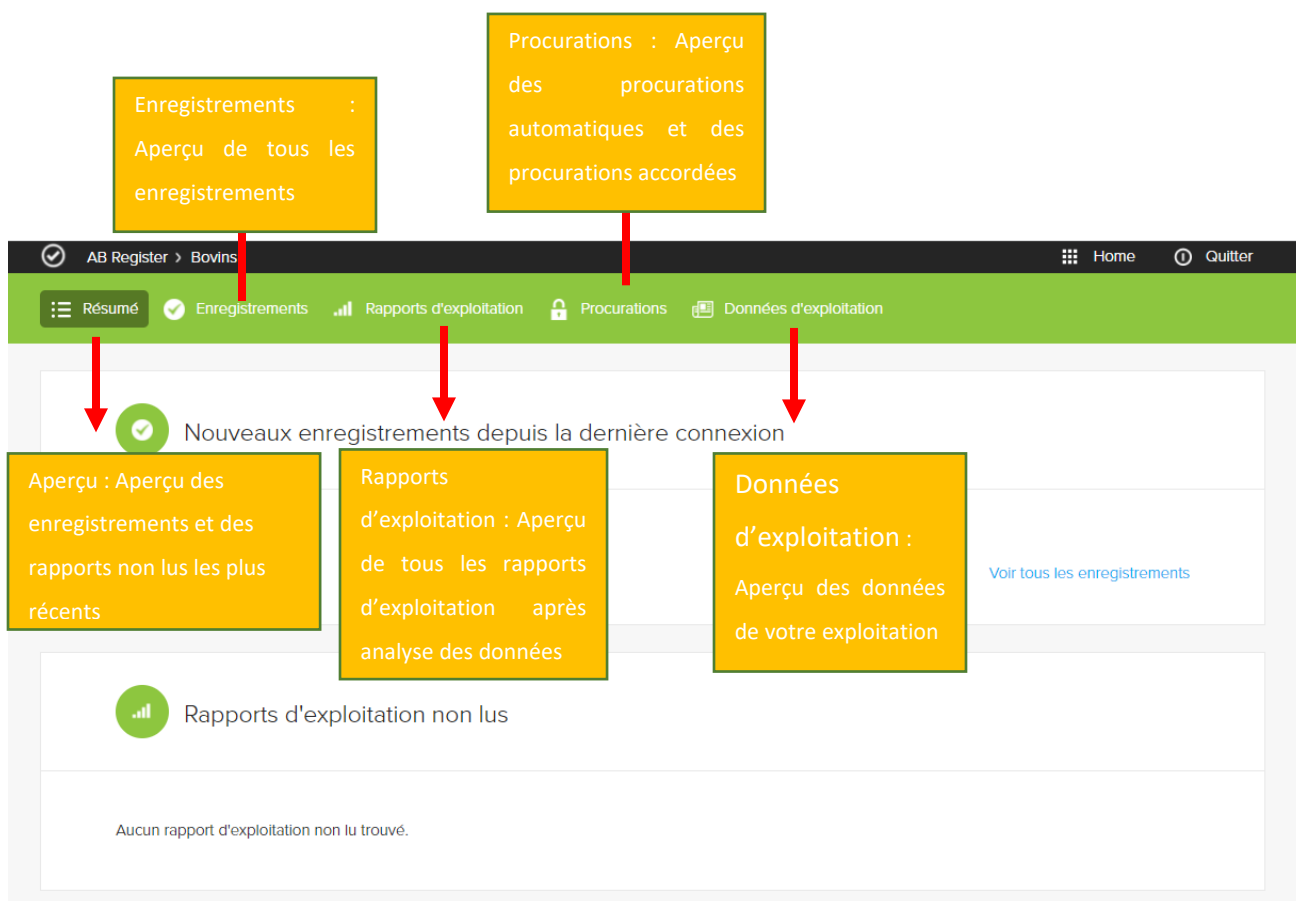 Procurations : Aperçu
des procurations
automatiques et des
procurations accordées
Enregistrements :
Aperçu de tous les
enregistrements
AB Register > Bovins
Home
Quitter
Résumé
Enregistrements
Rapports d'exploitation
Procurations
Données d'exploitation
Nouveaux enregistrements depuis la dernière connexion
Aperçu : Aperçu des
enregistrements et des
rapports non lus les plus
récents
Rapports
d’exploitation : Aperçu
de tous les rapports
d’exploitation après
analyse des données
Données
d’exploitation :
Aperçu des données
de votre exploitation
Voir tous les enregistrements
Rapports d'exploitation non lus
Aucun rapport d'exploitation non lu trouvé.